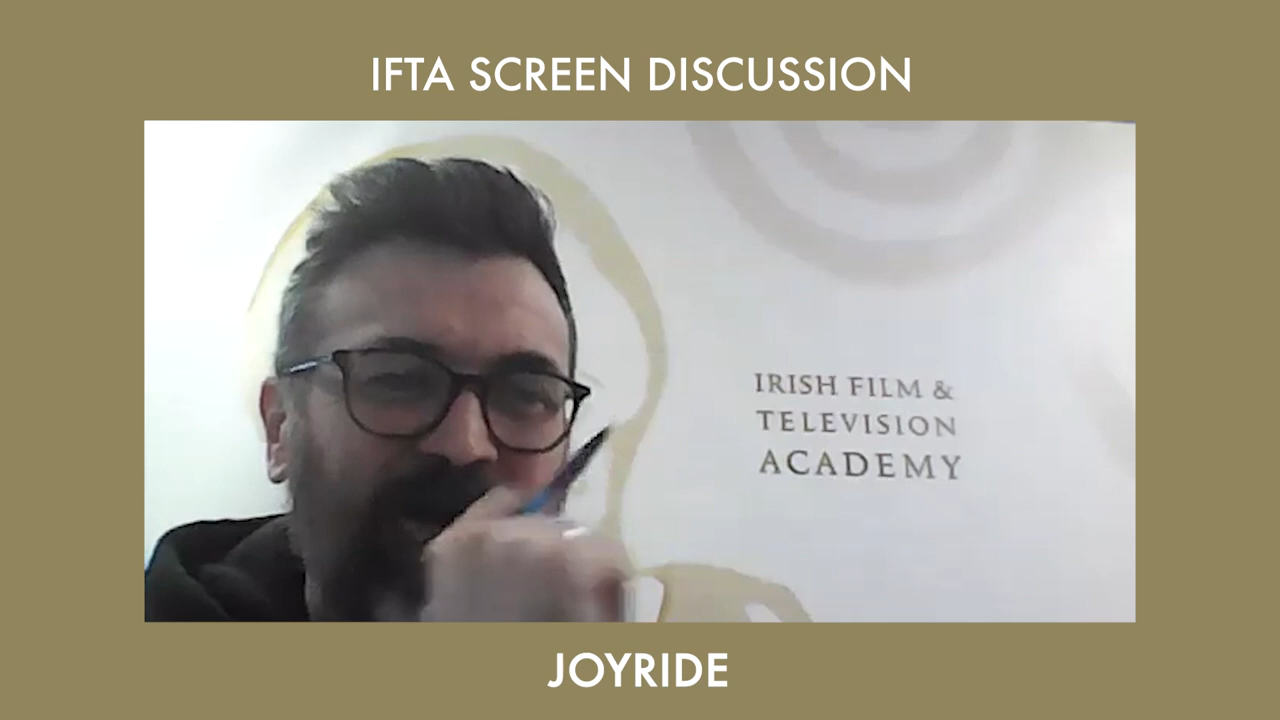 IFTA SCREEN DISCUSSION
IRISH FILM &
TELEVISION
ACADEMY
JOYRIDE